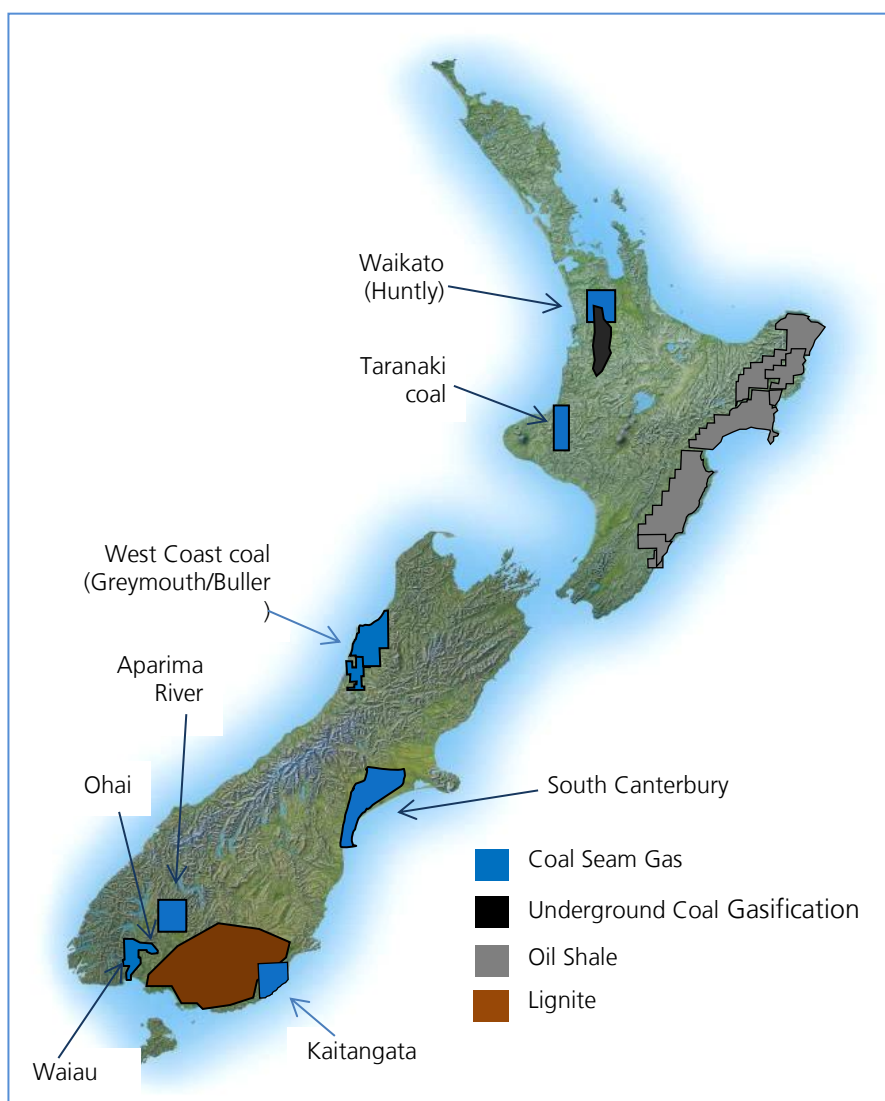 Waikato
(Huntly)
Taranaki
coal
West Coast coal
(Greymouth/Buller
)
Aparima
River
Ohai
South Canterbury
Coal Seam Gas
Underground Coal Gasification
Oil Shale
Lignite
Kaitangata
Waiau